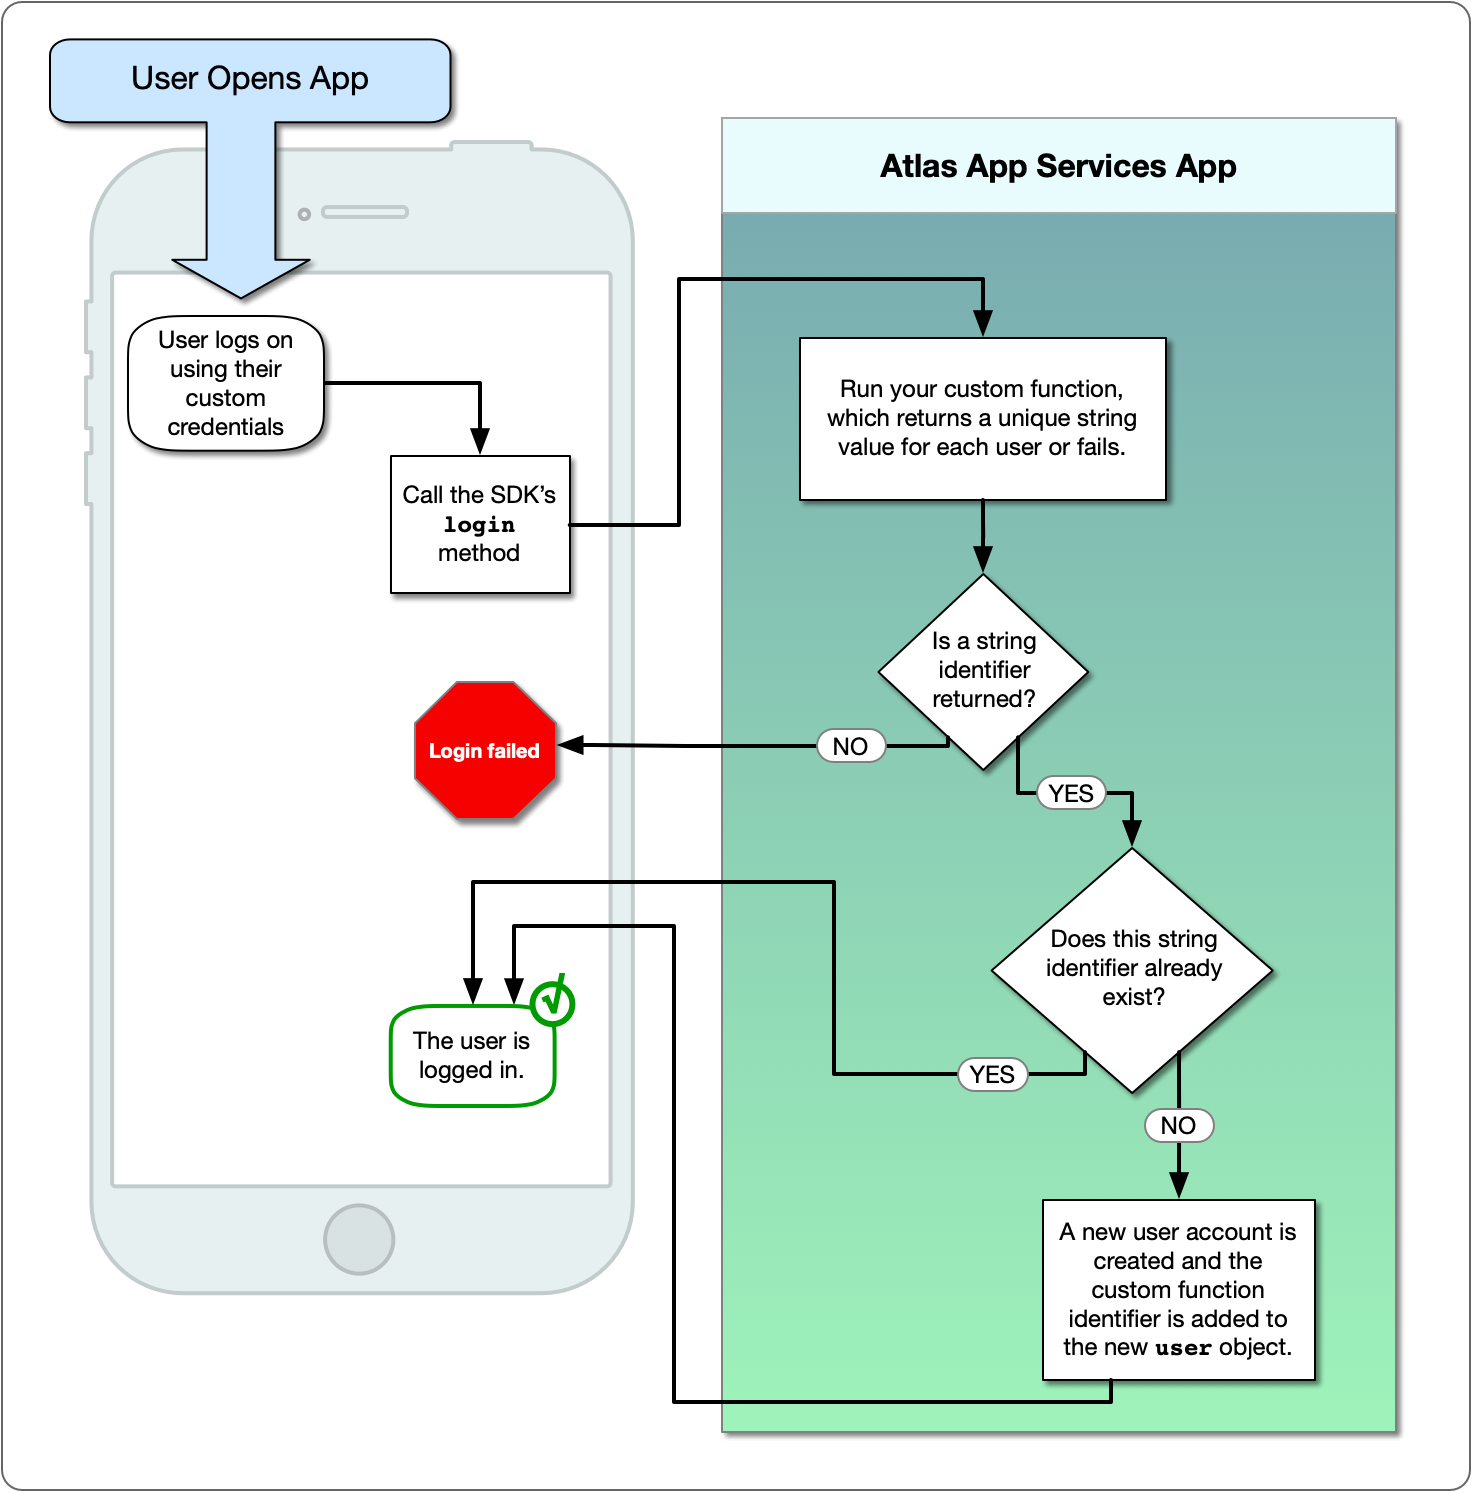 User Opens App
Atlas App Services App
User logs on
using their
custom
credentials
Call the SDK's
login
method
Run your custom function,
which returns a unique string
value for each user or fails.
Is a string
identifier
returned?
NO
Login failed
YES
Does this string
identifier already
exist?
YES
The user is
logged in.
NO
A new user account is
created and the
custom function
identifier is added to
the new user object.